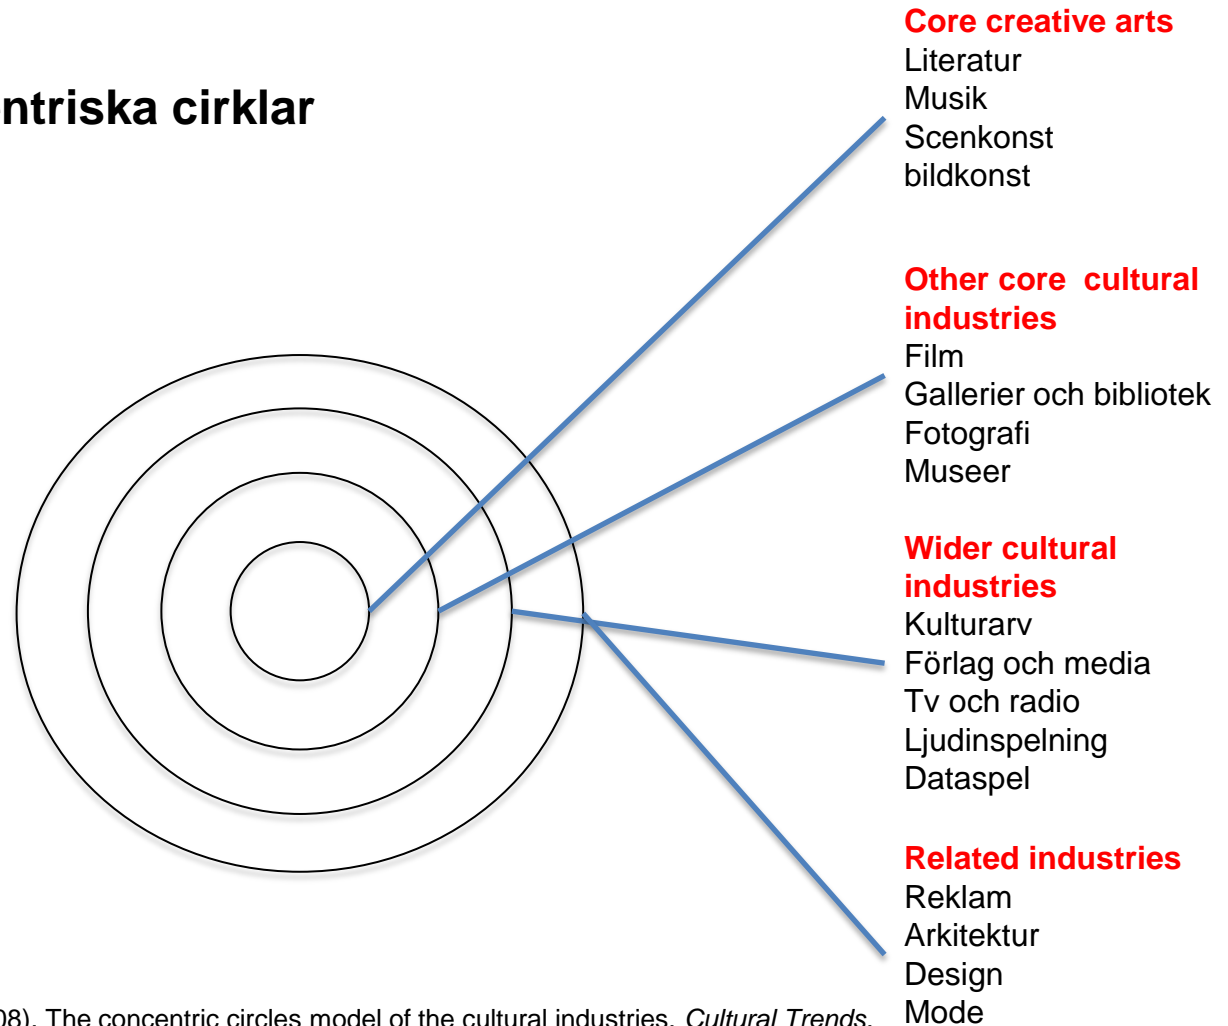 ntriska cirklar
Core creative arts
Literatur
Musik
Scenkonst
bildkonst
Other core cultural
industries
Film
Gallerier och bibliotek
Fotografi
Museer
Wider cultural
industries
Kulturarv
Förlag och media
Tv och radio
Ljudinspelning
Dataspel
Related industries
Reklam
Arkitektur
Design
Mode
08). The concentric circles model of the cultural industries. Cultural Trends.